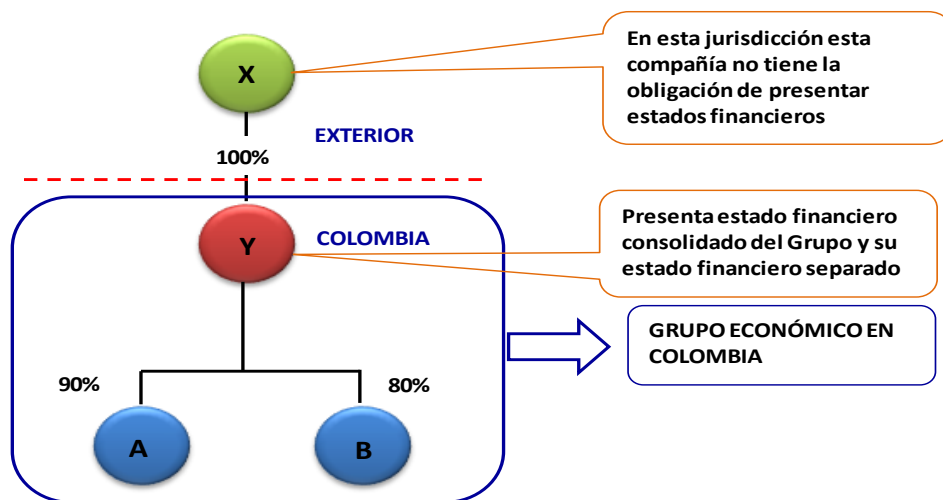 X
En esta jurisdicción esta
compañía no tiene la
obligación de presentar
estados financieros
EXTERIOR
100%
Y
COLOMBIA
Presenta estado financiero
consolidado del Grupo y su
estado financiero separado
GRUPO ECONÓMICO EN
COLOMBIA
90%
80%
A
B